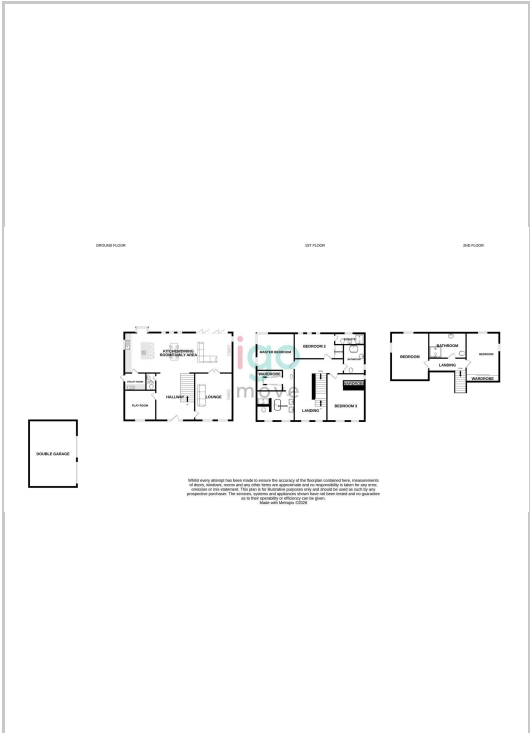 GROUND FLOOR
1ST FLOOR
2ND FLOOR
igo
move
KITCHEN/DINING
ROOM/FAMILY AREA
UTILITY ROOM
PLAY ROOM
HALLWAY
LOUNGE
DOUBLE GARAGE
MASTER BEDROOM
BEDROOM 2
WARDROBE
LANDING
BEDROOM 3
BEDROOM
BATHROOM
BEDROOM
LANDING
WARDROBE
Whilst every attempt has been made to ensure the accuracy of the floorplan contained here, measurements
of doors, windows, rooms and any other items are approximate and no responsibility is taken for any error,
omission or mis-statement. This plan is for illustrative purposes only and should be used as such by any
prospective purchaser. The services, systems and appliances shown have not been tested and no guarantee
as to their operability or efficiency can be given.
Made with Metropix ©2026